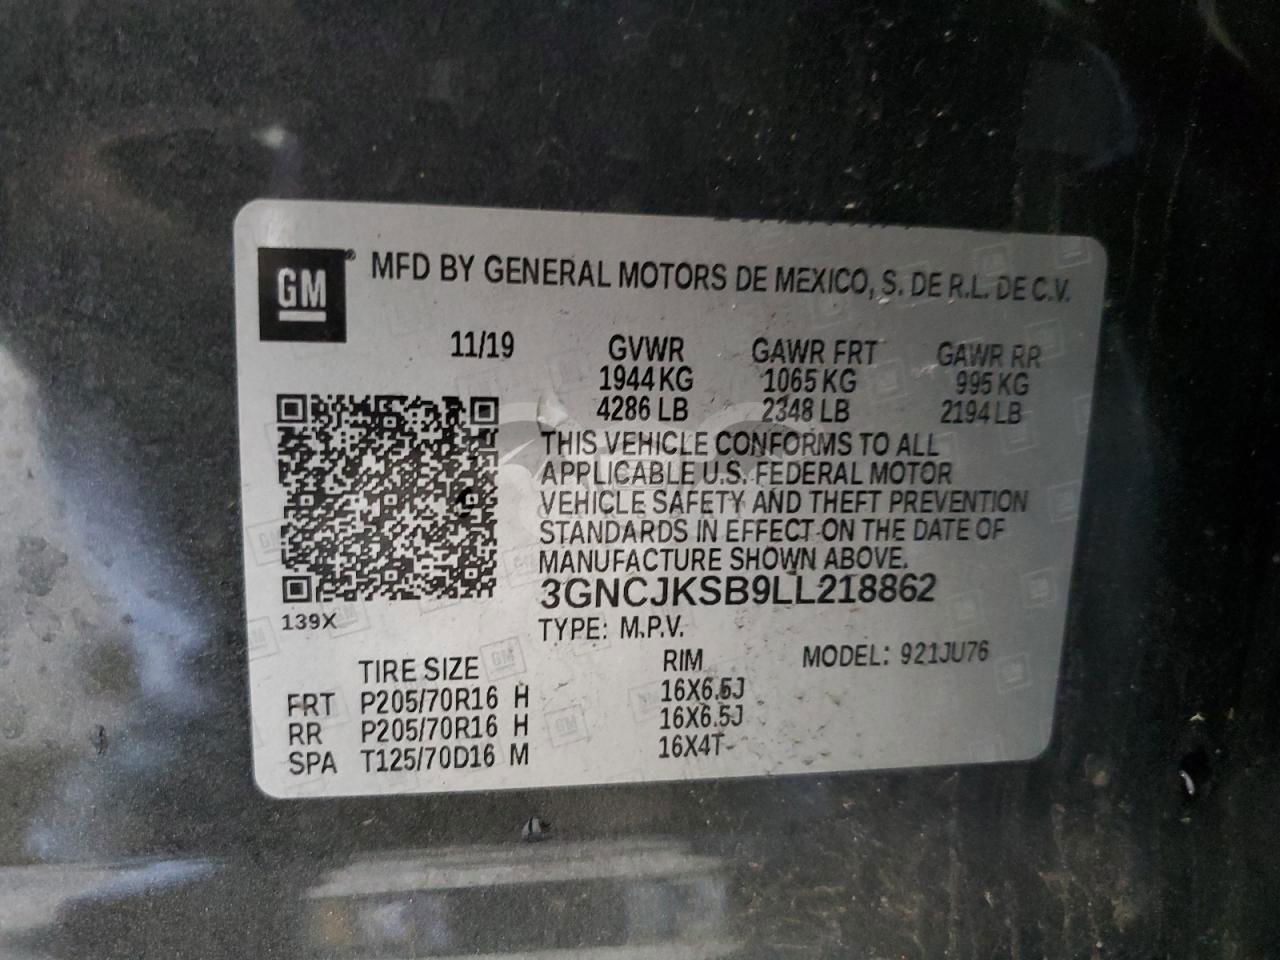 GM
MFD BY GENERAL MOTORS DE MEXICO, S. DE R.L. DE C.V.
11/19 GVWR GAWR FRT GAWR RR
1944 KG 1065 KG 995 KG
4286 LB 2348 LB 2194 LB
THIS VEHICLE CONFORMS TO ALL
APPLICABLE U.S. FEDERAL MOTOR
VEHICLE SAFETY AND THEFT PREVENTION
STANDARDS IN EFFECT ON THE DATE OF
MANUFACTURE SHOWN ABOVE.
3GNCJKSB9LL218862
139X
TYPE: M.P.V.
TIRE SIZE RIM MODEL: 921JU76
FRT P205/70R16 H 16X6.5J
RR P205/70R16 H 16X6.5J
SPA T125/70D16 M 16X4T